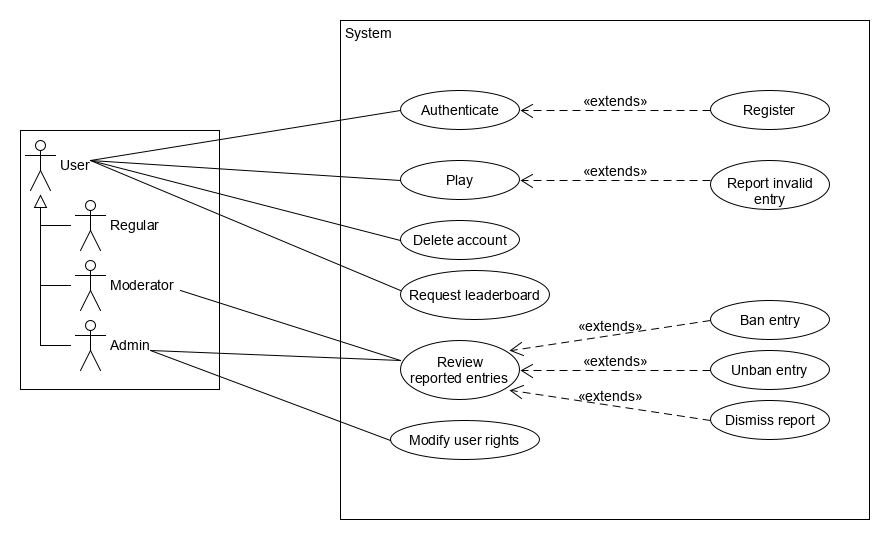 System
Authenticate
«extends»
Register
User
Play
«extends»
Report invalid
entry
Regular
Delete account
Moderator
Request leaderboard
Admin
Review
reported entries
«extends»
Ban entry
«extends»
Unban entry
«extends»
Dismiss report
Modify user rights